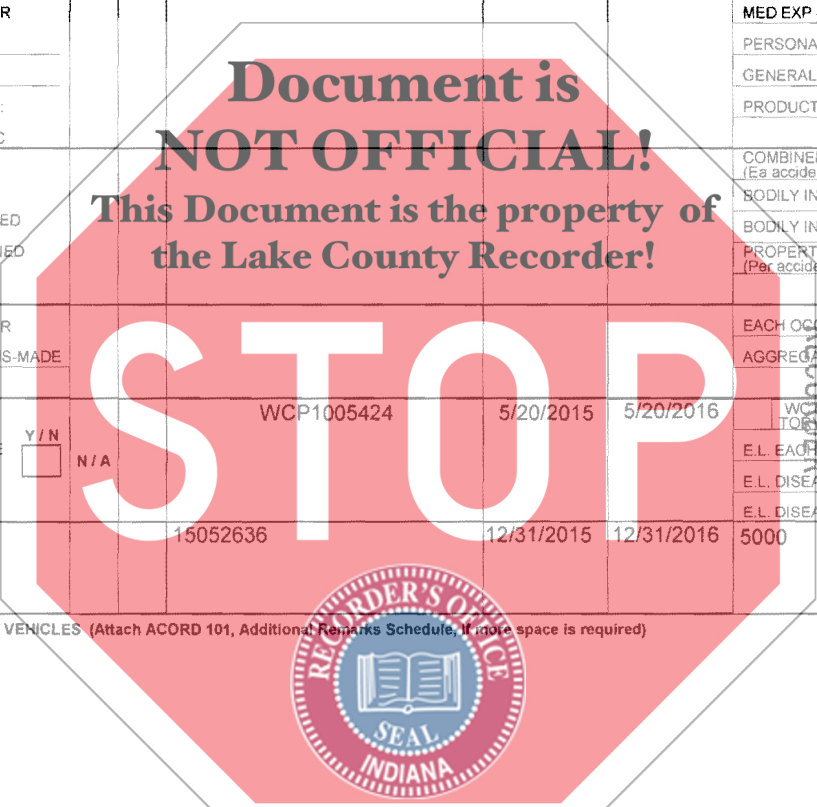 R
MED EXP
PERSONA
GENERAL
PRODUCT
Document is
NOT OFFICIAL!
This Document is the property of
the Lake County Recorder!
COMBINE
(Ea accide
BODILY IN
ED
BODILY IN
NED
PROPERT
(Per accide
R
EACH OCC
S-MADE
AGGREGA
STOP
RECORDER
WCP1005424 5/20/2015 5/20/2016 WC
TOR
Y / N
N / A
E.L. EACH
E.L. DISEA
E.L. DISEA
15052636 12/31/2015 12/31/2016 5000
VEHICLES (Attach ACORD 101, Additional Remarks Schedule, if more space is required)
RECORDER'S OFFICE
SEAL
INDIANA